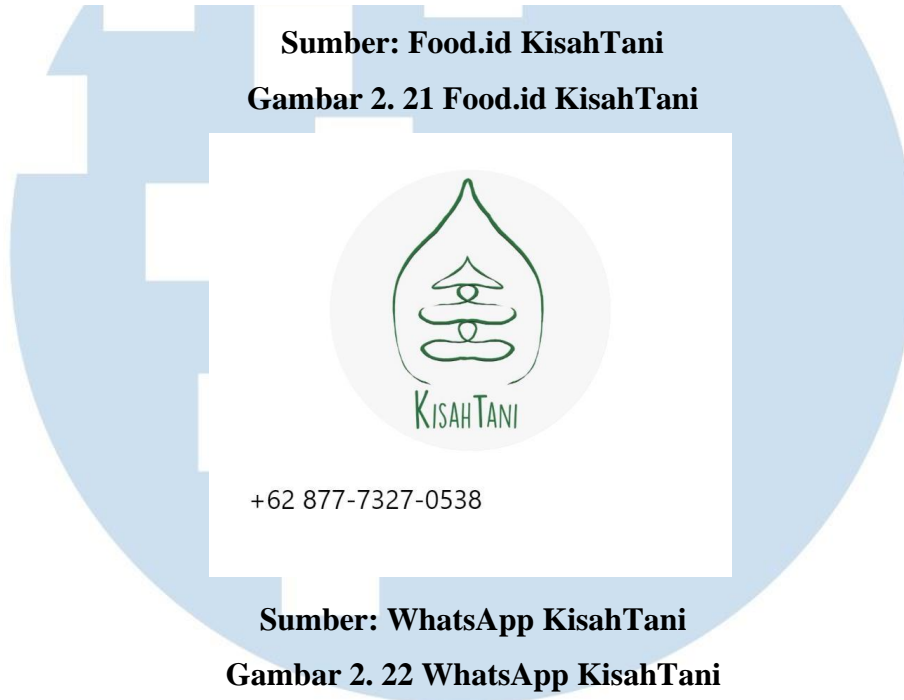 Sumber: Food.id KisahTani
Gambar 2. 21 Food.id KisahTani
KISAHTANI
+62 877-7327-0538
Sumber: WhatsApp KisahTani
Gambar 2. 22 WhatsApp KisahTani